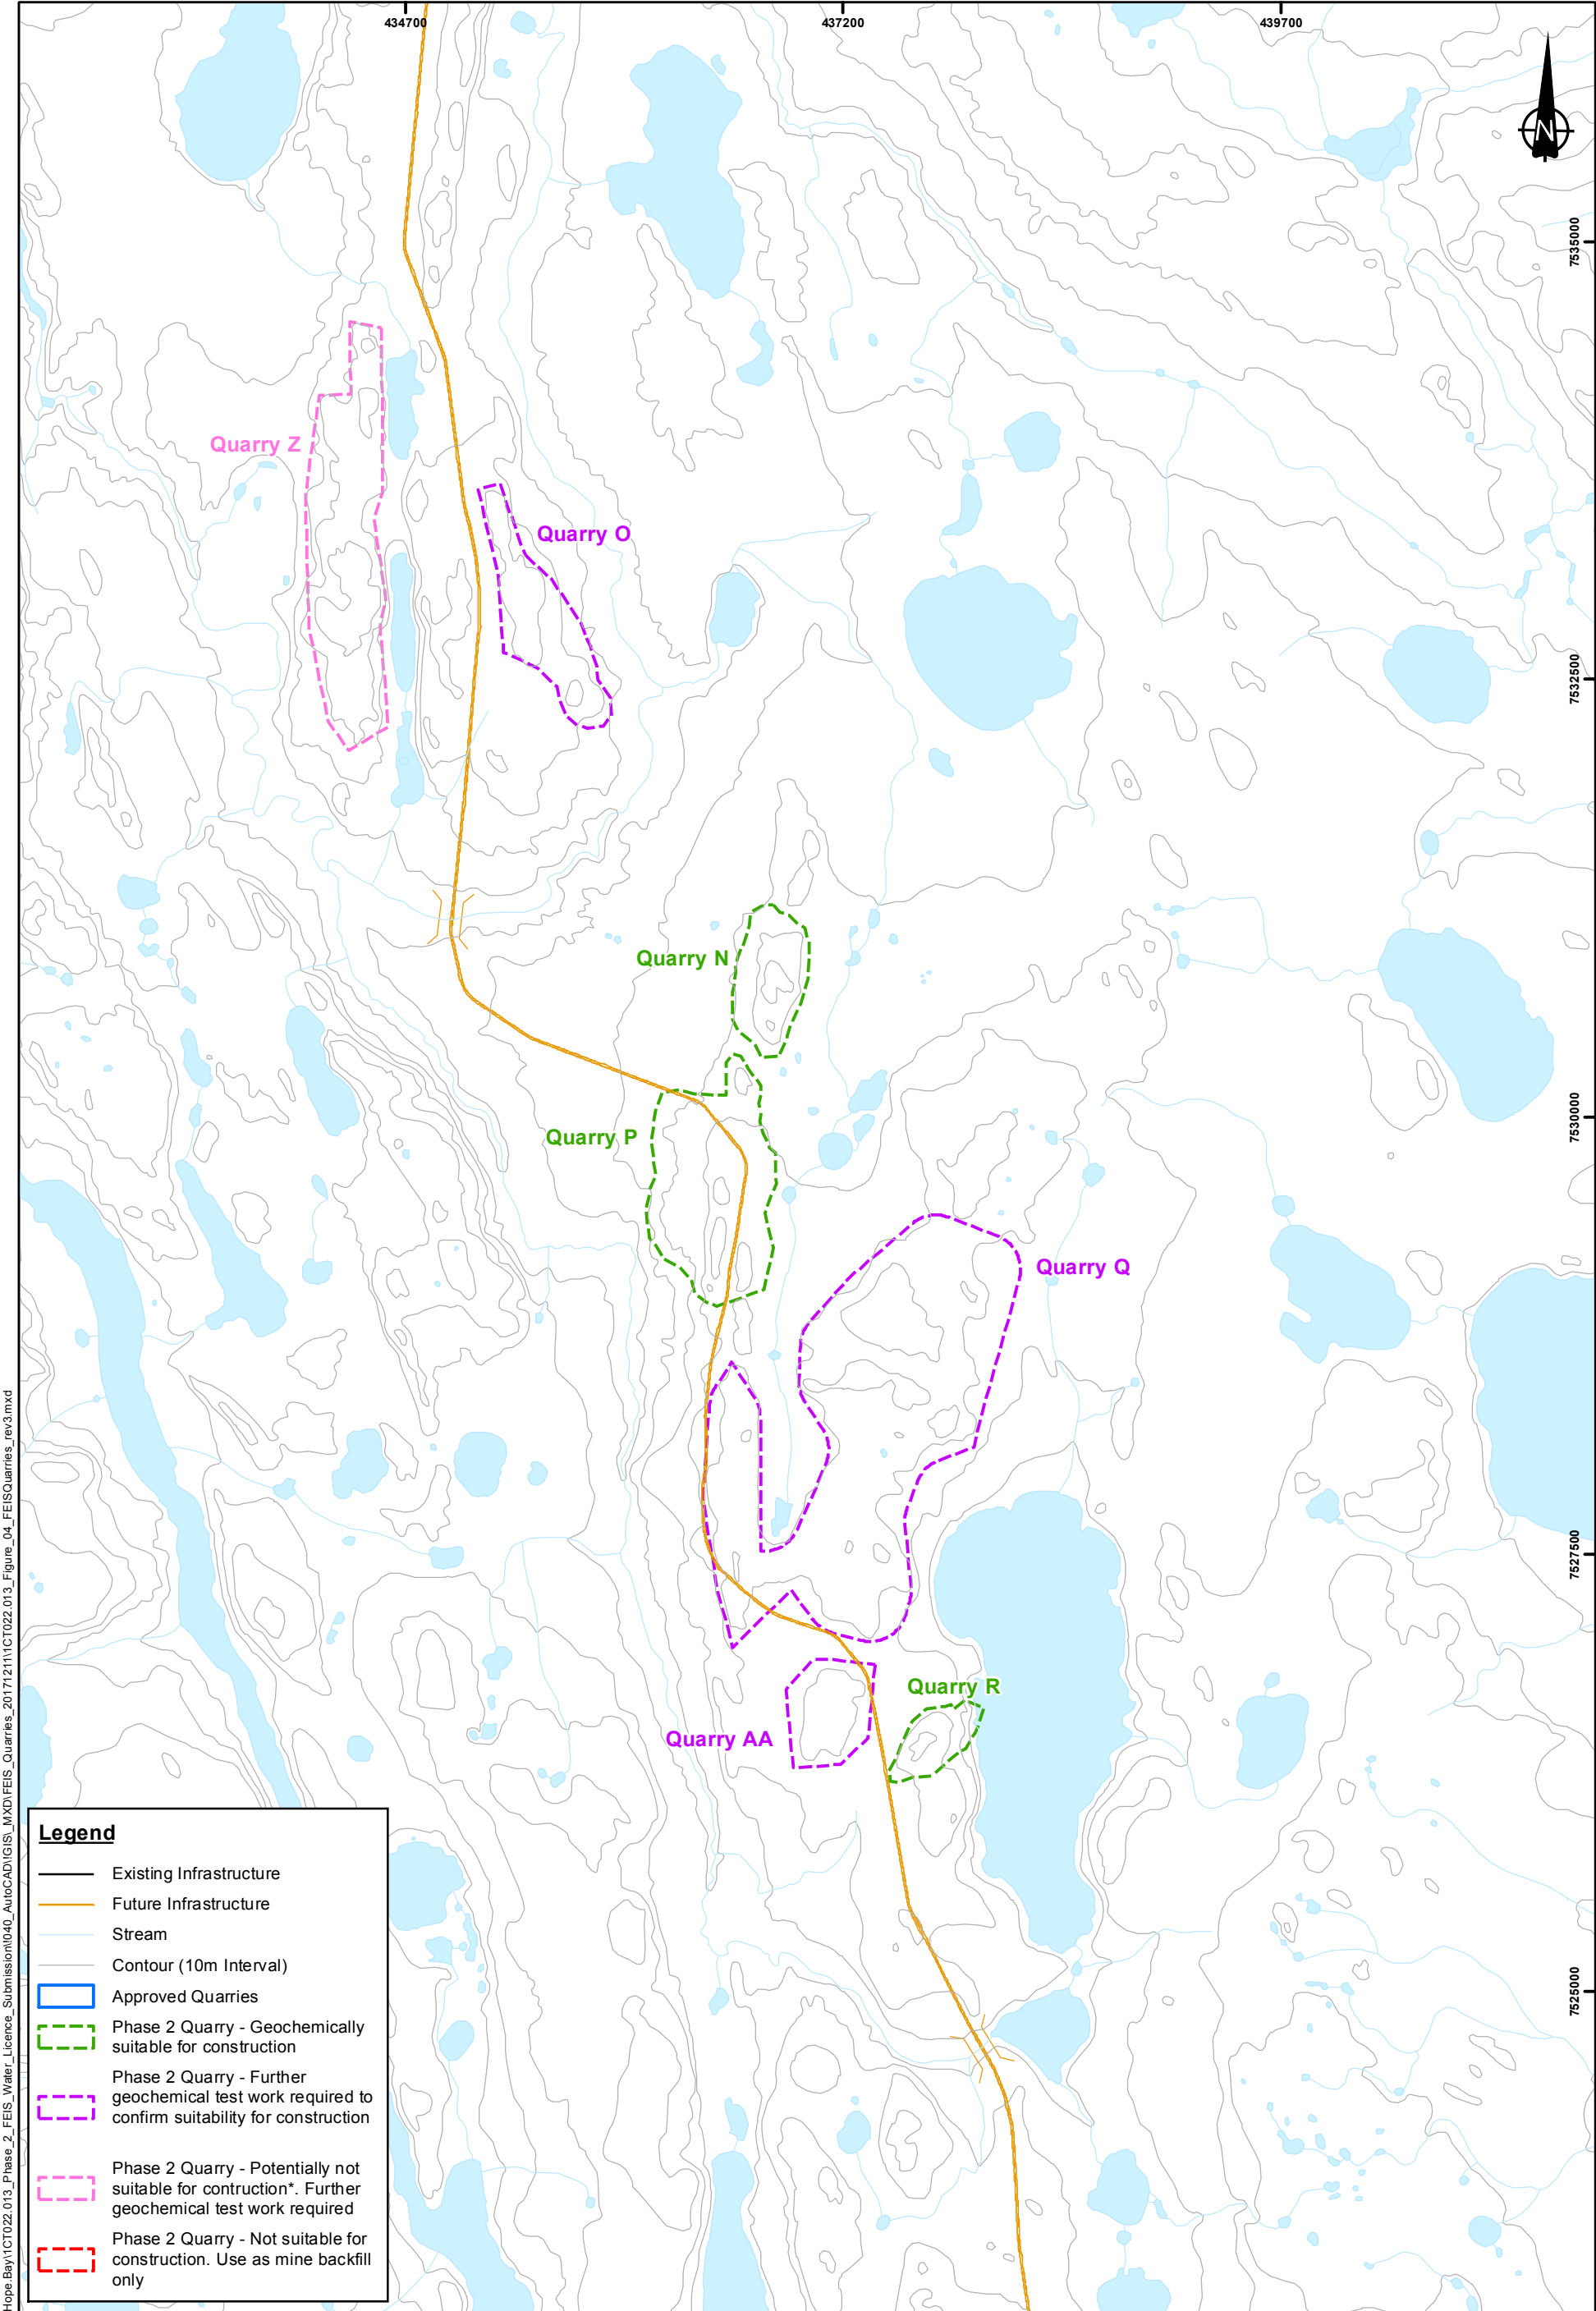 434700
437200
439700
N
7535000
Quarry Z
Quarry O
7532500
Quarry N
7530000
Quarry P
Quarry Q
7527500
Quarry R
Quarry AA
7525000
Legend
Existing Infrastructure
Future Infrastructure
Stream
Contour (10m Interval)
Approved Quarries
Phase 2 Quarry - Geochemically
suitable for construction
Phase 2 Quarry - Further
geochemical test work required to
confirm suitability for construction
Phase 2 Quarry - Potentially not
suitable for contruction*. Further
geochemical test work required
Phase 2 Quarry - Not suitable for
construction. Use as mine backfill
only
Hope.Bay\1CT022.013_Phase_2_FEIS_Water_Licence_Submission\!040_AutoCAD\!GIS\_MXD\FEIS_Quarries_20171211\1CT022.013_Figure_04_FEISQuarries_rev3.mxd